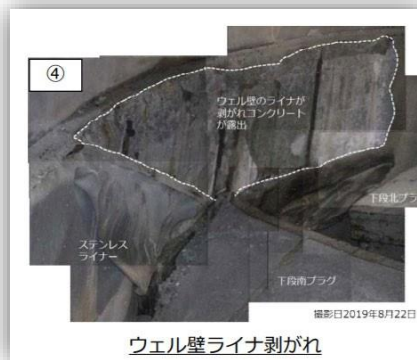 ④
ウェル壁のライナが
剥がれコンクリート
が露出
下段北プラ
ステンレス
ライナー
下段南プラグ
撮影日2019年8月22日
ウェル壁ライナ剥がれ